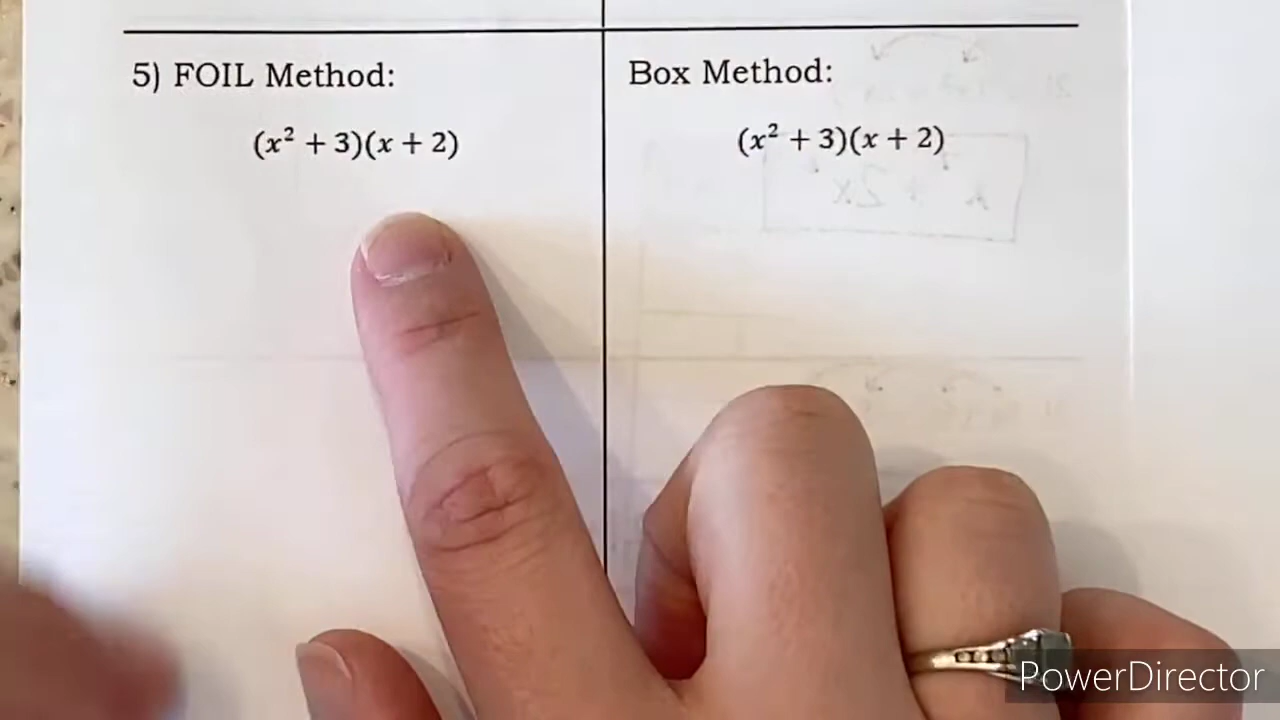 5) FOIL Method:
(x² + 3)(x + 2)
Box Method:
(x² + 3)(x + 2)
PowerDirector